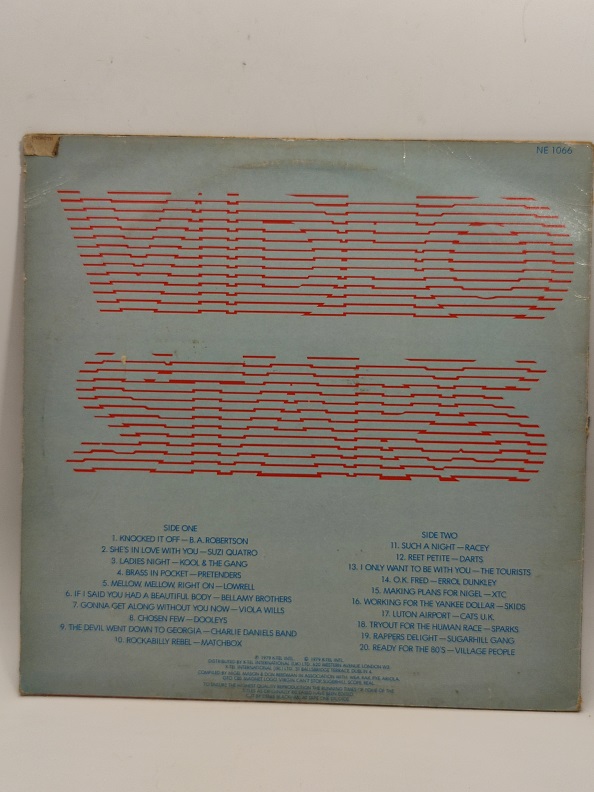 NE 1066
VIDEO
STARS
SIDE ONE
1. KNOCKED IT OFF — B. A. ROBERTSON
2. SHE'S IN LOVE WITH YOU — SUZI QUATRO
3. LADIES NIGHT — KOOL & THE GANG
4. BRASS IN POCKET — PRETENDERS
5. MELLOW, MELLOW, RIGHT ON — LOWRELL
6. IF I SAID YOU HAD A BEAUTIFUL BODY — BELLAMY BROTHERS
7. GONNA GET ALONG WITHOUT YOU NOW — VIOLA WILLS
8. CHOSEN FEW — DOOLEYS
9. THE DEVIL WENT DOWN TO GEORGIA — CHARLIE DANIELS BAND
10. ROCKABILLY REBEL — MATCHBOX
SIDE TWO
11. SUCH A NIGHT — RACEY
12. REET PETITE — DARTS
13. I ONLY WANT TO BE WITH YOU — THE TOURISTS
14. O.K. FRED — ERROL DUNKLEY
15. MAKING PLANS FOR NIGEL — XTC
16. WORKING FOR THE YANKEE DOLLAR — SKIDS
17. LUTON AIRPORT — CATS U.K.
18. TRYOUT FOR THE HUMAN RACE — SPARKS
19. RAPPERS DELIGHT — SUGARHILL GANG
20. READY FOR THE 80'S — VILLAGE PEOPLE